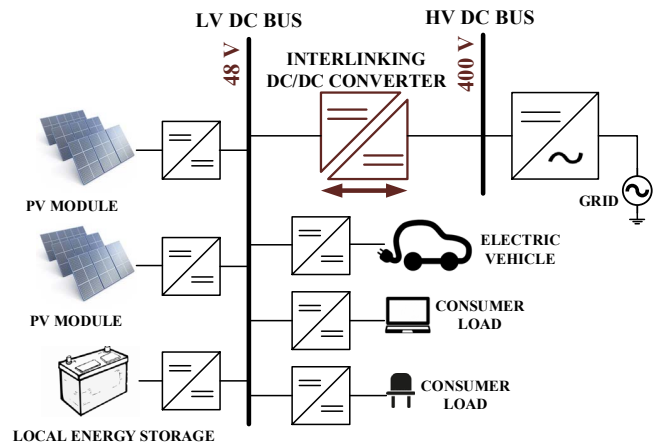 LV DC BUS
HV DC BUS
48 V
INTERLINKING
DC/DC CONVERTER
400 V
PV MODULE
GRID
ELECTRIC
VEHICLE
PV MODULE
CONSUMER
LOAD
CONSUMER
LOAD
LOCAL ENERGY STORAGE